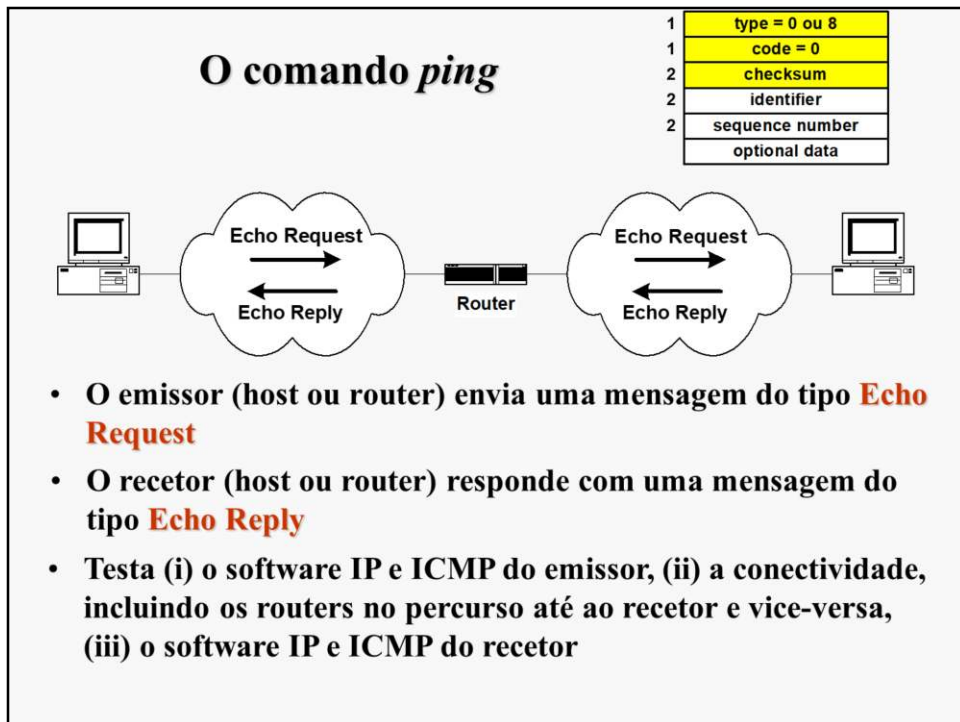 O comando ping
1 type = 0 ou 8
1 code = 0
2 checksum
2 identifier
2 sequence number
optional data
Echo Request
Echo Reply
Router
Echo Request
Echo Reply
• O emissor (host ou router) envia uma mensagem do tipo Echo
Request
• O recetor (host ou router) responde com uma mensagem do
tipo Echo Reply
• Testa (i) o software IP e ICMP do emissor, (ii) a conectividade,
incluindo os routers no percurso até ao recetor e vice-versa,
(iii) o software IP e ICMP do recetor